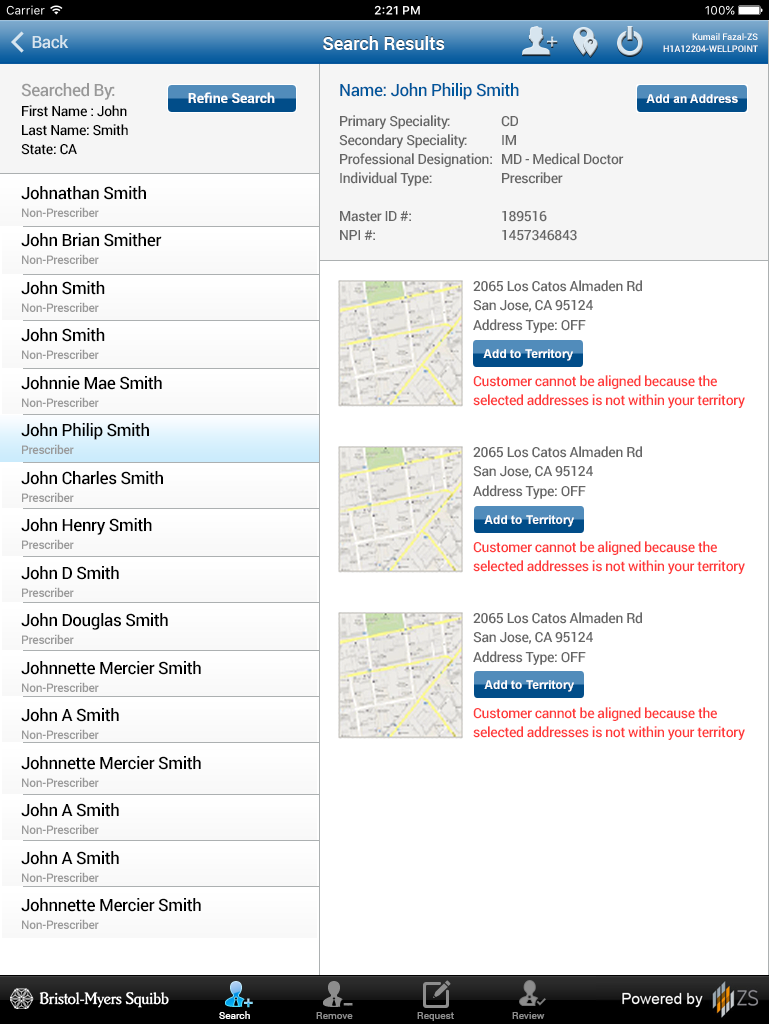 Carrier
2:21 PM
100%
Back
Search Results
Kumail Fazal-ZS
H1A12204-WELLPOINT
Searched By:
First Name : John
Last Name: Smith
State: CA
Refine Search
Johnathan Smith
Non-Prescriber
John Brian Smither
Non-Prescriber
John Smith
Non-Prescriber
John Smith
Non-Prescriber
Johnnie Mae Smith
Non-Prescriber
John Philip Smith
Prescriber
John Charles Smith
Prescriber
John Henry Smith
Prescriber
John D Smith
Prescriber
John Douglas Smith
Prescriber
Johnnette Mercier Smith
Non-Prescriber
John A Smith
Non-Prescriber
Johnnette Mercier Smith
Non-Prescriber
John A Smith
Non-Prescriber
John A Smith
Non-Prescriber
Johnnette Mercier Smith
Non-Prescriber
Name: John Philip Smith
Add an Address
Primary Speciality: CD
Secondary Speciality: IM
Professional Designation: MD - Medical Doctor
Individual Type: Prescriber
Master ID #: 189516
NPI #: 1457346843
2065 Los Catos Almaden Rd
San Jose, CA 95124
Address Type: OFF
Add to Territory
Customer cannot be aligned because the
selected addresses is not within your territory
2065 Los Catos Almaden Rd
San Jose, CA 95124
Address Type: OFF
Add to Territory
Customer cannot be aligned because the
selected addresses is not within your territory
2065 Los Catos Almaden Rd
San Jose, CA 95124
Address Type: OFF
Add to Territory
Customer cannot be aligned because the
selected addresses is not within your territory
Bristol-Myers Squibb
Search
Remove
Request
Review
Powered by ZS